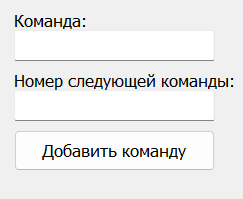 Команда:
Номер следующей команды:
Добавить команду